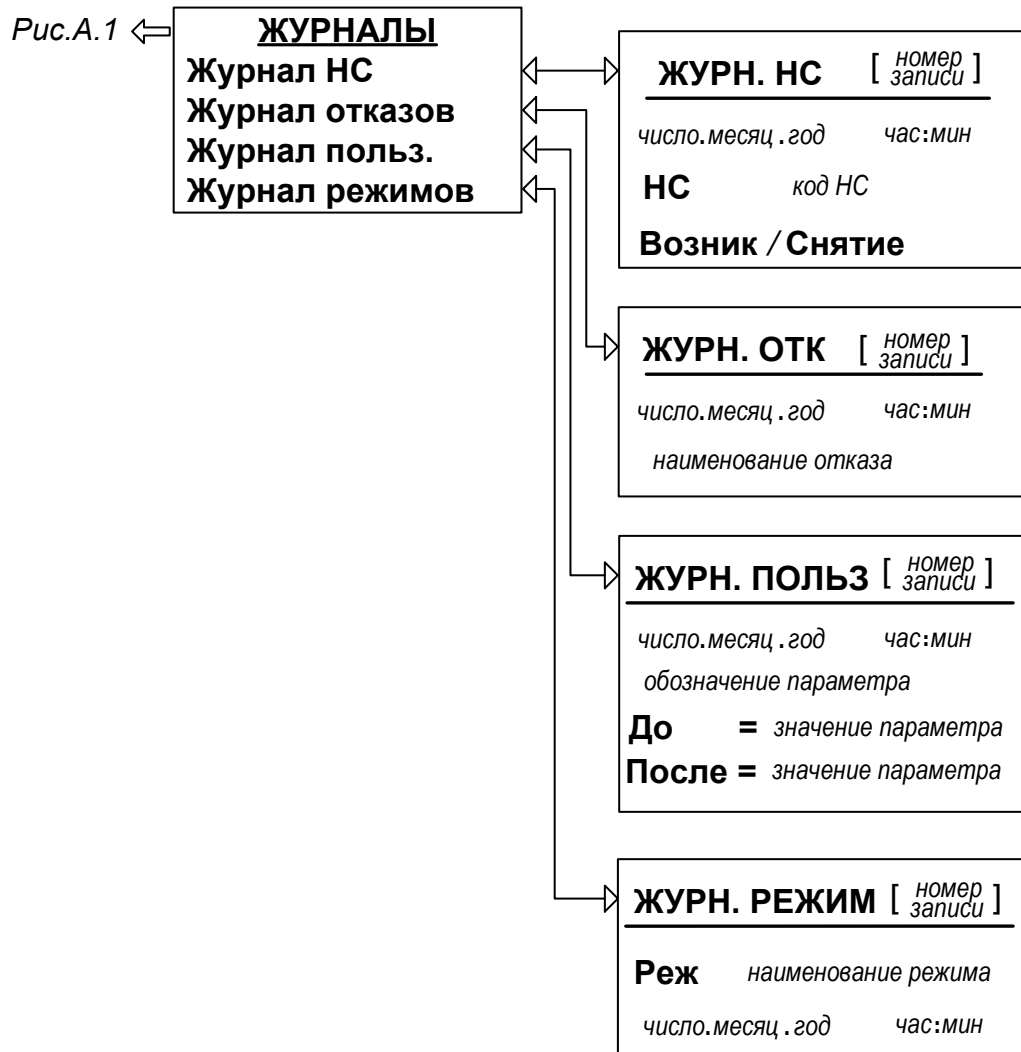 Рис.А.1
ЖУРНАЛЫ
Журнал НС
Журнал отказов
Журнал польз.
Журнал режимов
ЖУРН. НС [ номер записи ]
число.месяц.год час:мин
НС код НС
Возник / Снятие
ЖУРН. ОТК [ номер записи ]
число.месяц.год час:мин
наименование отказа
ЖУРН. ПОЛЬЗ [ номер записи ]
число.месяц.год час:мин
обозначение параметра
До = значение параметра
После = значение параметра
ЖУРН. РЕЖИМ [ номер записи ]
Реж наименование режима
число.месяц.год час:мин